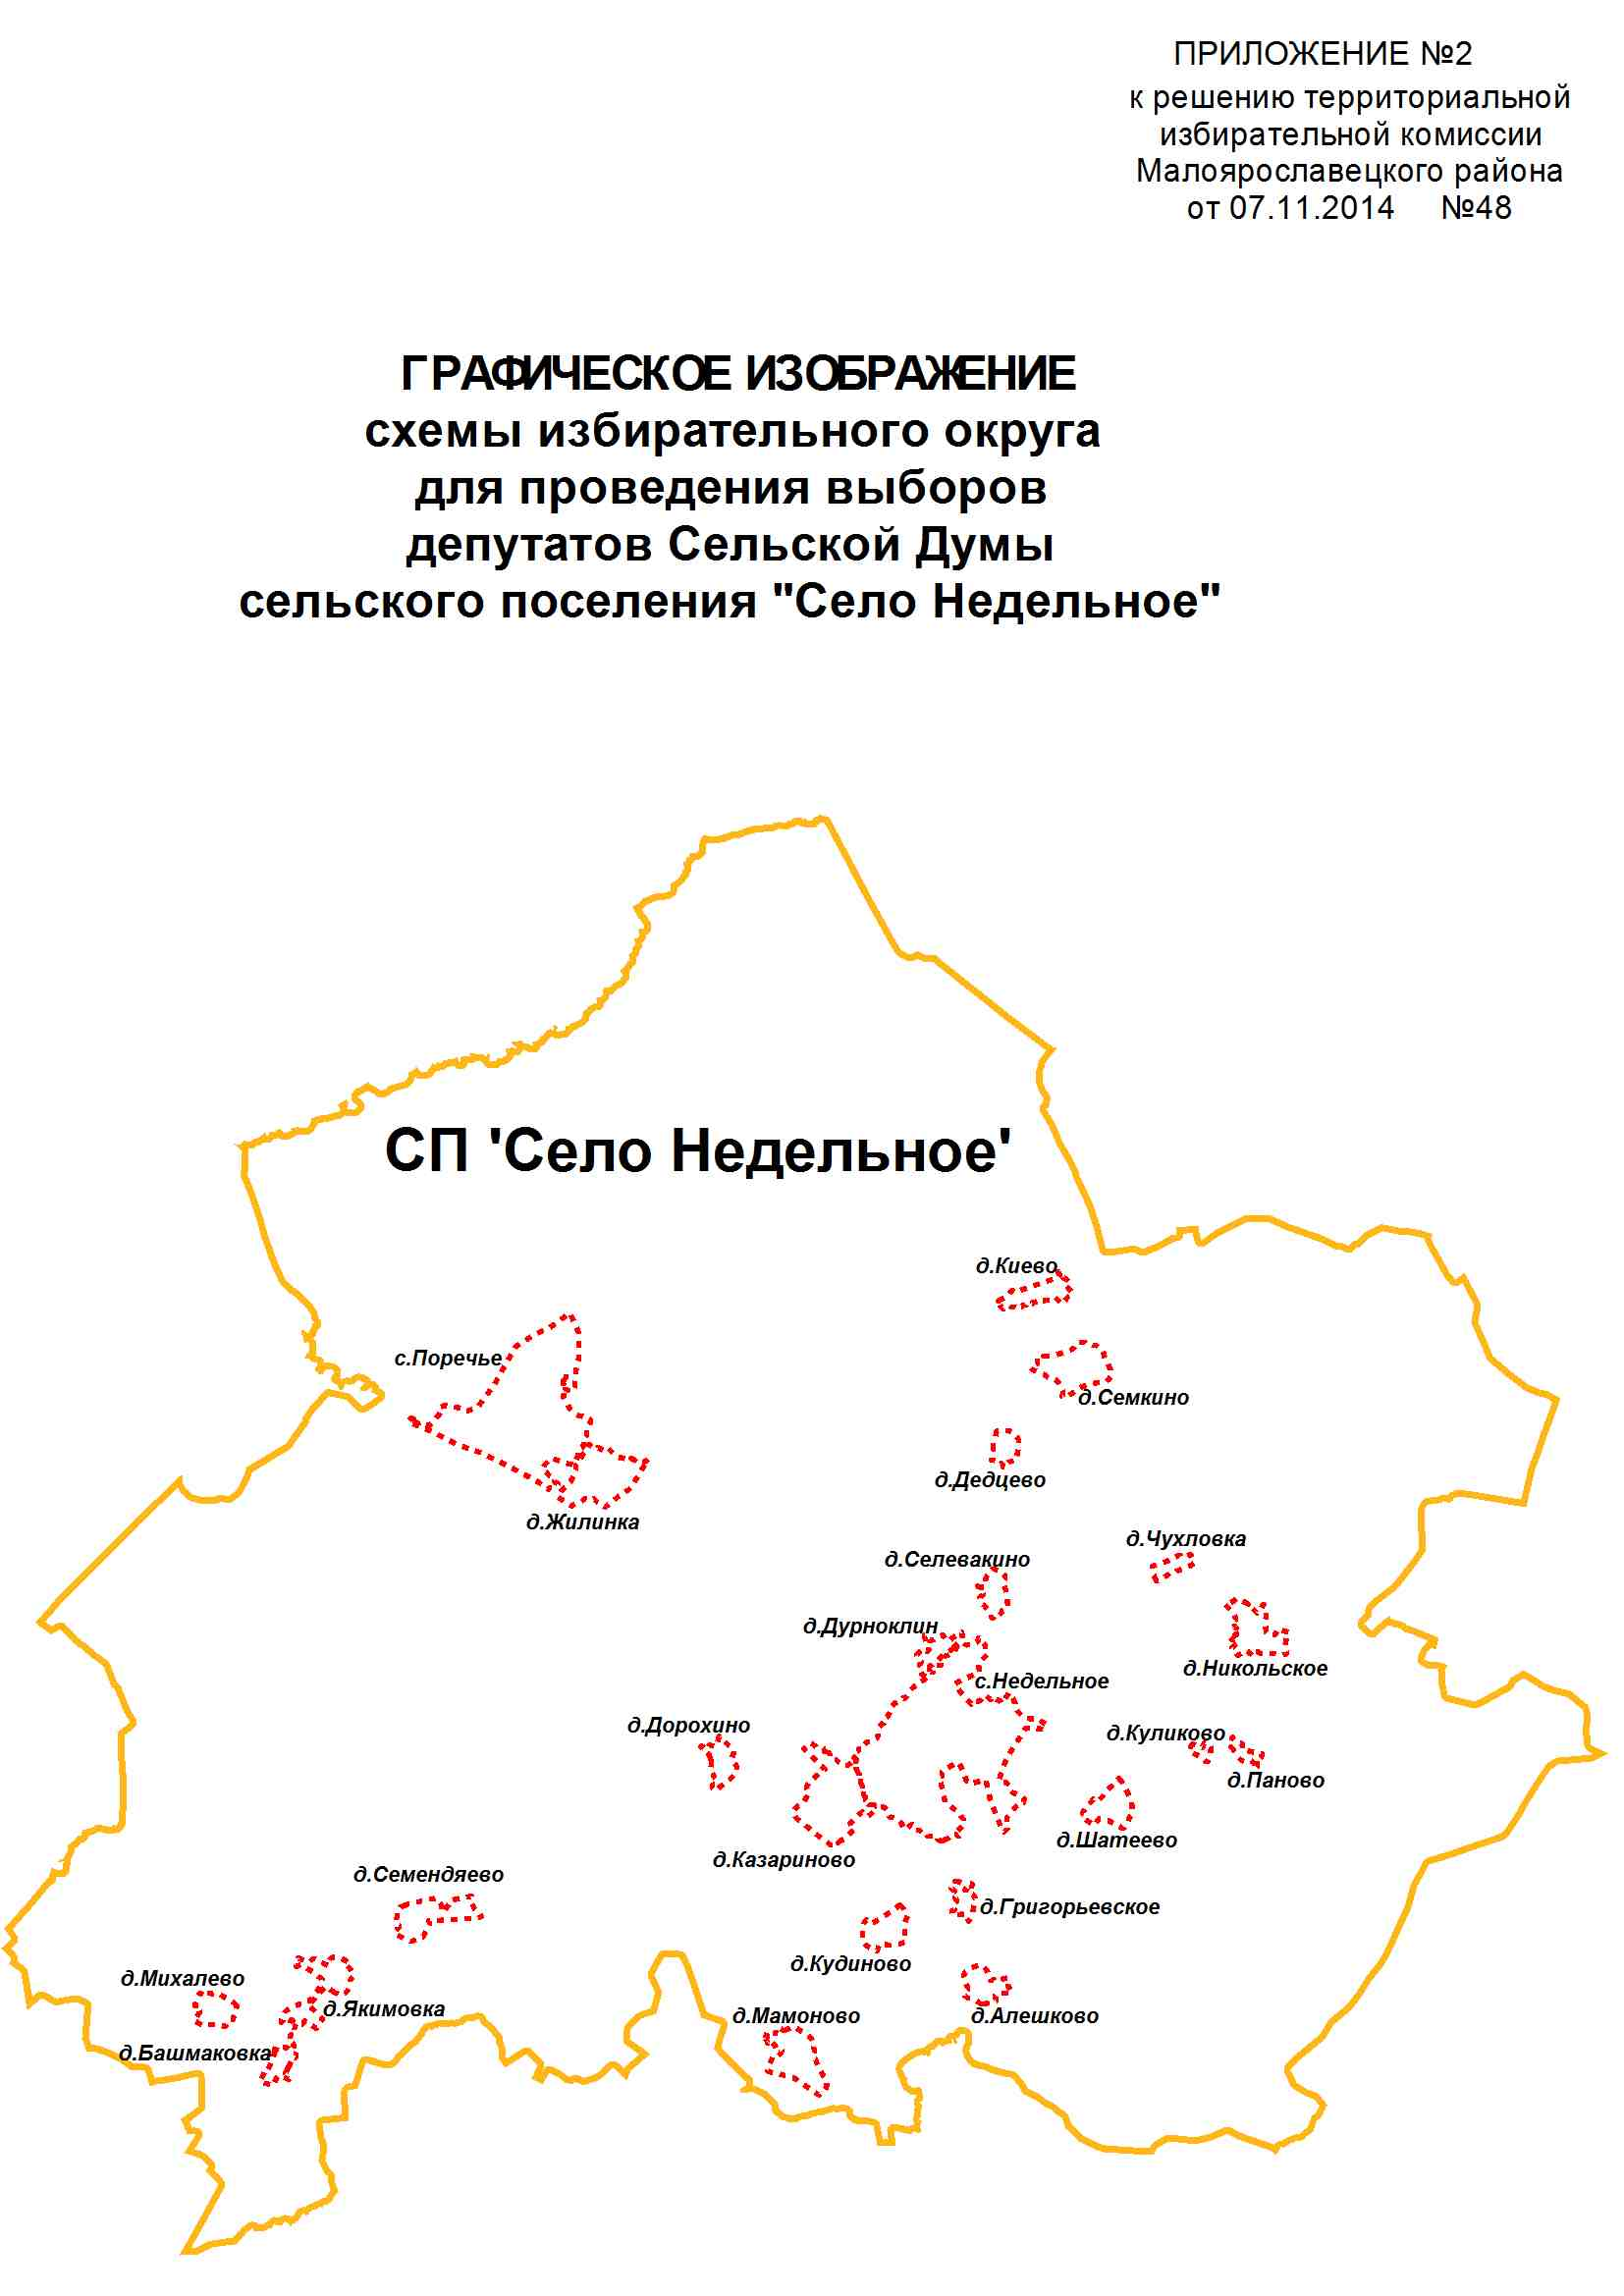 ПРИЛОЖЕНИЕ №2
к решению территориальной
избирательной комиссии
Малоярославецкого района
от 07.11.2014 №48
ГРАФИЧЕСКОЕ ИЗОБРАЖЕНИЕ
схемы избирательного округа
для проведения выборов
депутатов Сельской Думы
сельского поселения "Село Недельное"
СП 'Село Недельное'
д.Киево
с.Поречье
д.Семкино
д.Дедцево
д.Жилинка
д.Чухловка
д.Селевакино
д.Дурноклин
д.Никольское
с.Недельное
д.Дорохино
д.Куликово
д.Паново
д.Шатеево
д.Казариново
д.Семендяево
д.Григорьевское
д.Кудиново
д.Михалево
д.Якимовка
д.Мамоново
д.Алешково
д.Башмаковка